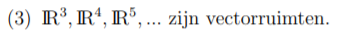 (3) ℝ³, ℝ⁴, ℝ⁵, ... zijn vectorruimten.